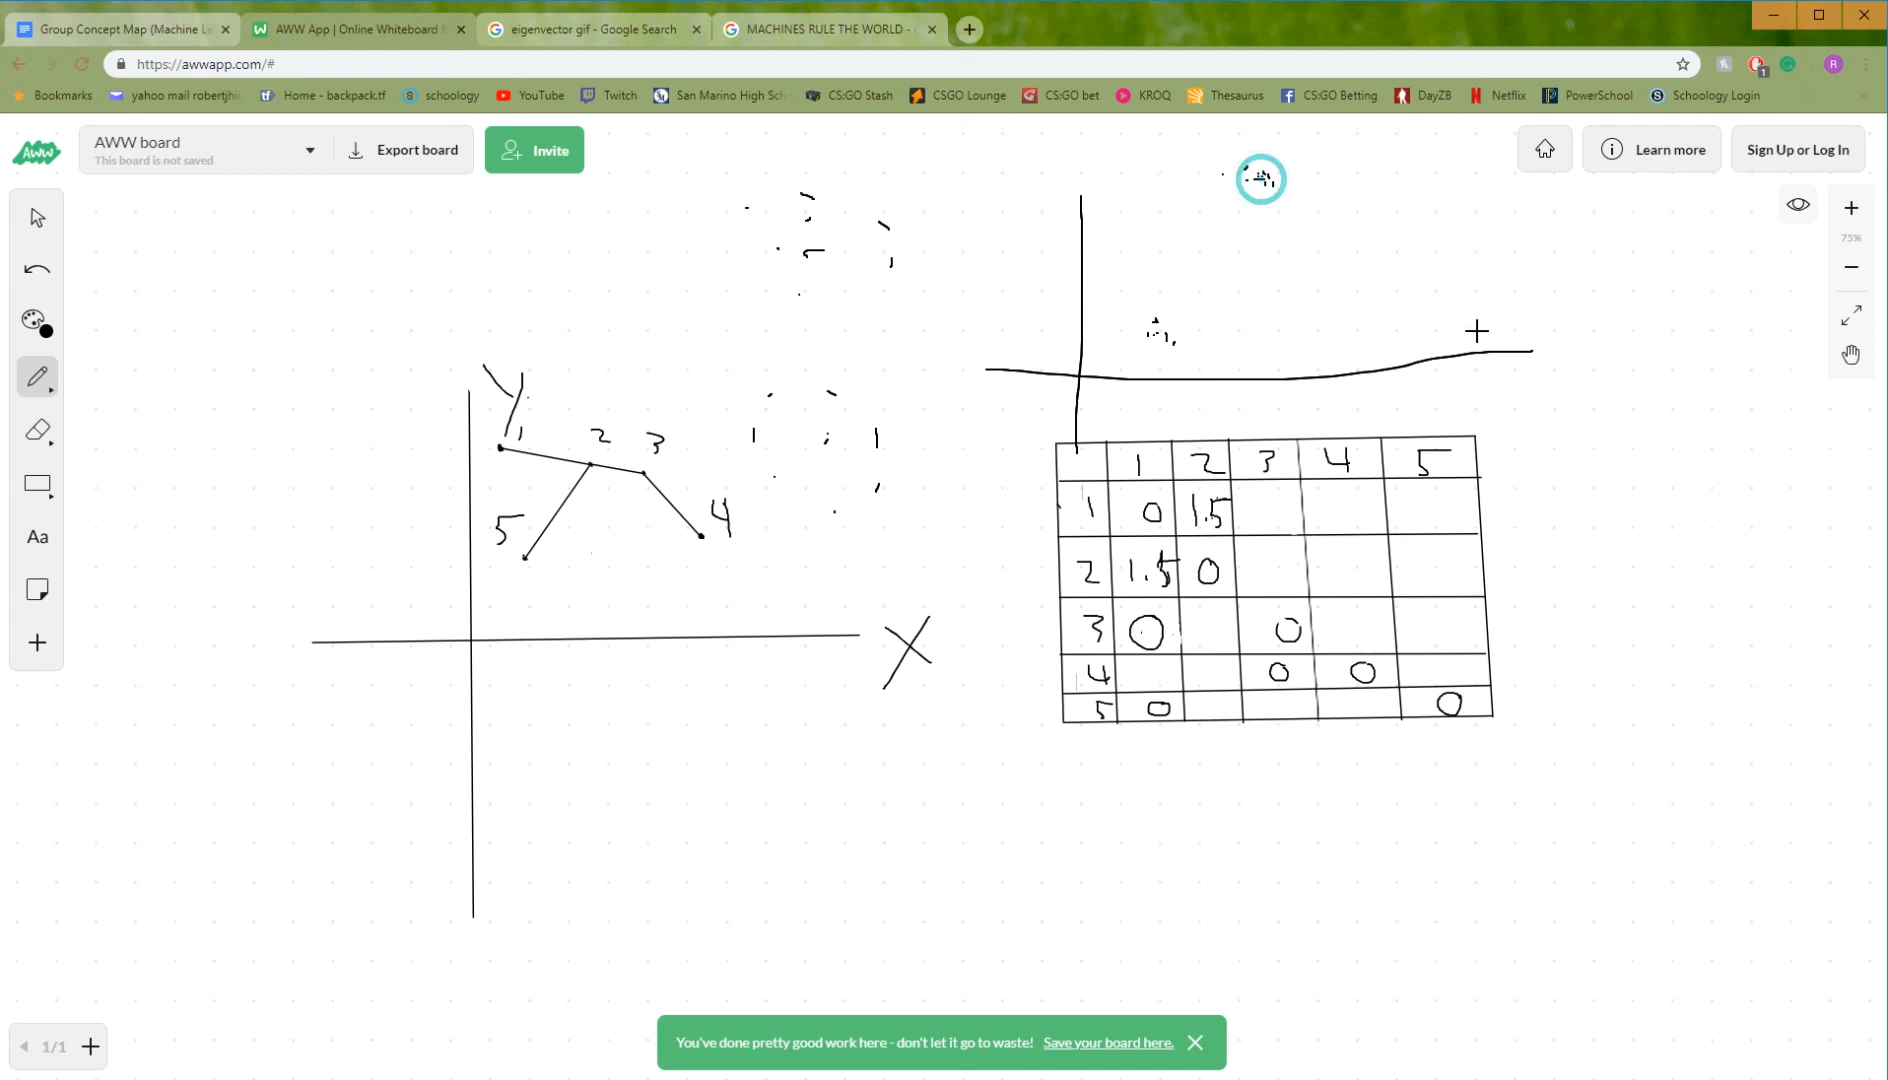 Group Concept Map (Machine Le
AWW App | Online Whiteboard f
eigenvector gif - Google Search
MACHINES RULE THE WORLD - G
https://awwapp.com/#
1
R
Bookmarks
yahoo mail robertjhii
Home - backpack.tf
schoology
YouTube
Twitch
San Marino High Sch
CS:GO Stash
CSGO Lounge
CS:GO bet
KROQ
Thesaurus
CS:GO Betting
DayZB
Netflix
PowerSchool
Schoology Login
AWW
AWW board
This board is not saved
Export board
Invite
Learn more
Sign Up or Log In
75%
Aa
Y
1 2 3
5 4
X
1 2 3 4 5
1 0 1.5
2 1.5 0
3 0 0
4 0 0
5 0 0
1/1
You've done pretty good work here - don't let it go to waste! Save your board here.